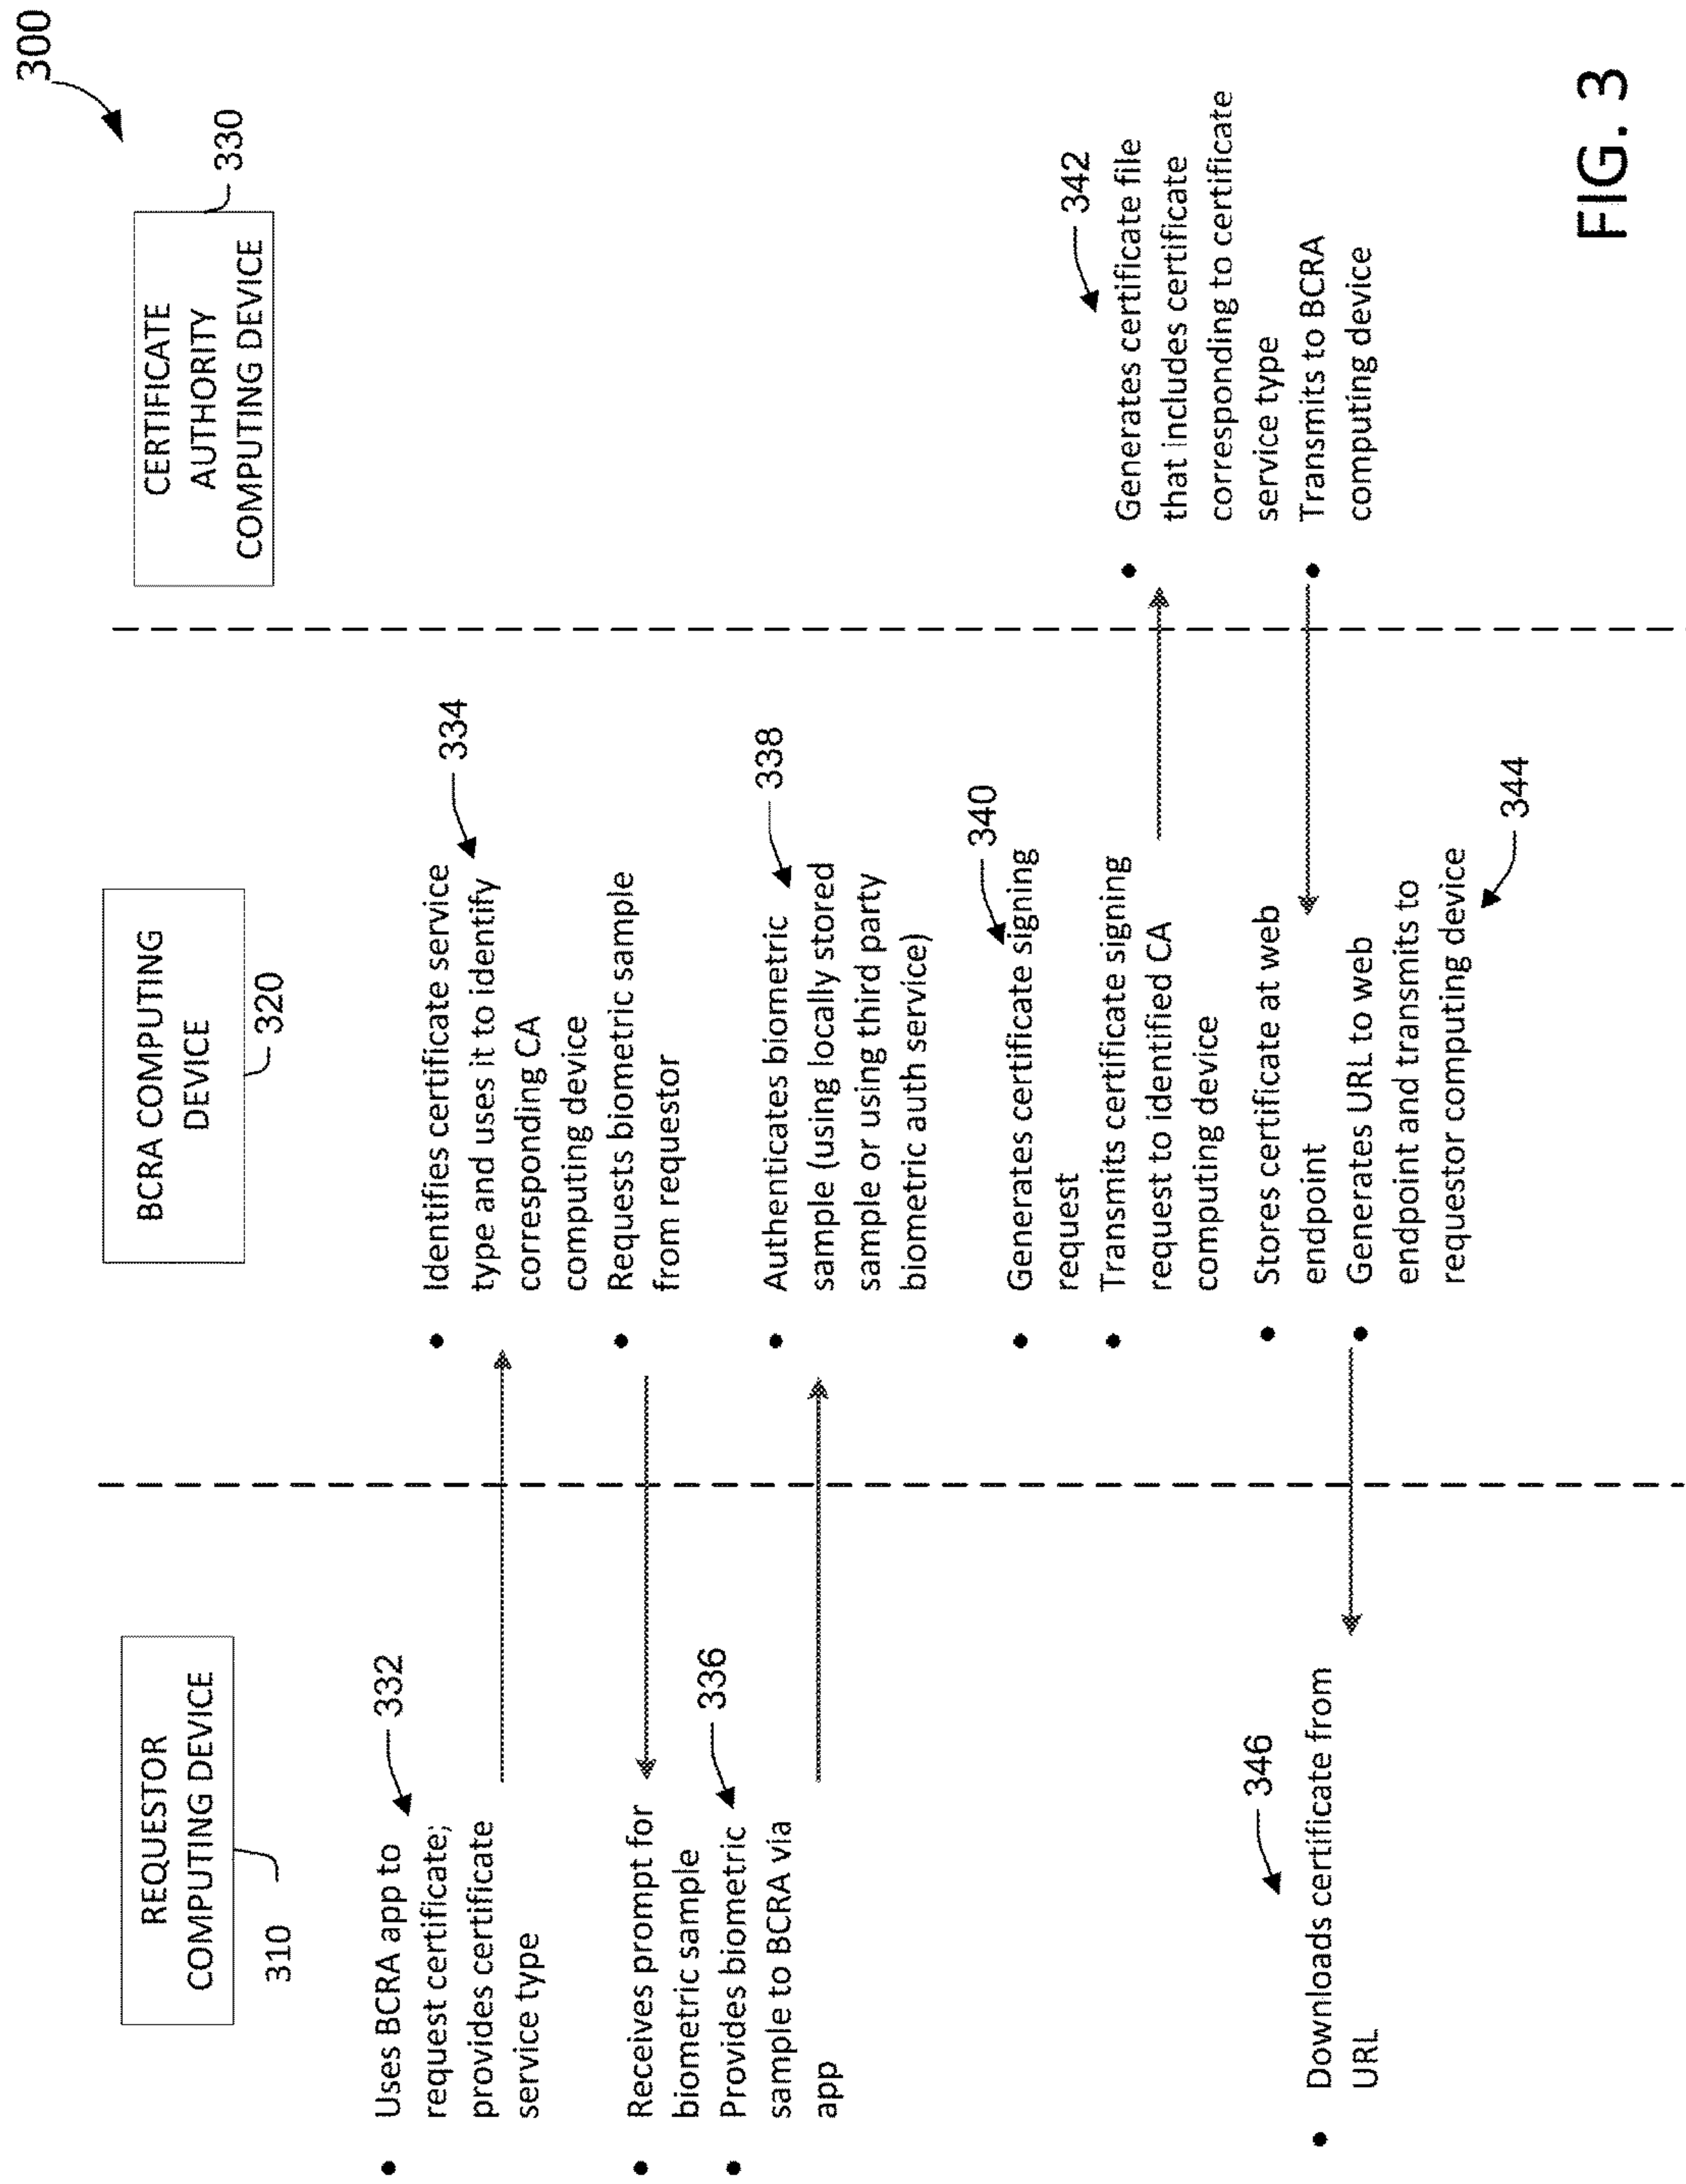 300
REQUESTOR
COMPUTING DEVICE
310
BCRA COMPUTING
DEVICE
320
CERTIFICATE
AUTHORITY
COMPUTING DEVICE
330
• Uses BCRA app to
request certificate;
provides certificate
service type
332
• Identifies certificate service
type and uses it to identify
corresponding CA
computing device
• Requests biometric sample
from requestor
334
• Receives prompt for
biometric sample
• Provides biometric
sample to BCRA via
app
336
• Authenticates biometric
sample (using locally stored
sample or using third party
biometric auth service)
338
• Generates certificate signing
request
• Transmits certificate signing
request to identified CA
computing device
340
• Generates certificate file
that includes certificate
corresponding to certificate
service type
• Transmits to BCRA
computing device
342
• Stores certificate at web
endpoint
• Generates URL to web
endpoint and transmits to
requestor computing device
344
• Downloads certificate from
URL
346
FIG. 3